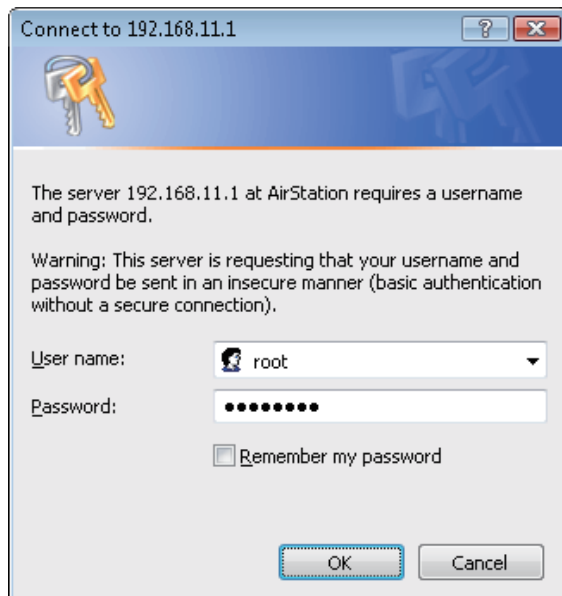 Connect to 192.168.11.1
The server 192.168.11.1 at AirStation requires a username
and password.
Warning: This server is requesting that your username and
password be sent in an insecure manner (basic authentication
without a secure connection).
User name:
root
Password:
••••••••
Remember my password
OK
Cancel